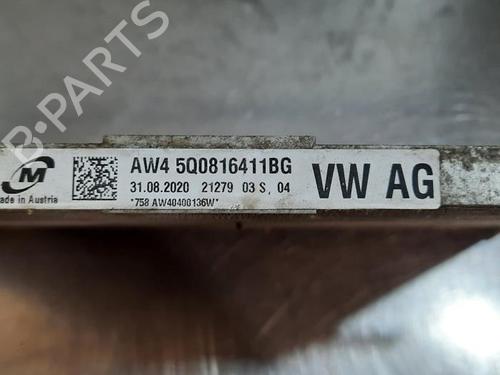 B-PARTS
AW4 5Q0816411BG
31.08.2020 21279 03 S, 04
*758 AW40400136W*
VW AG
M
ade in Austria